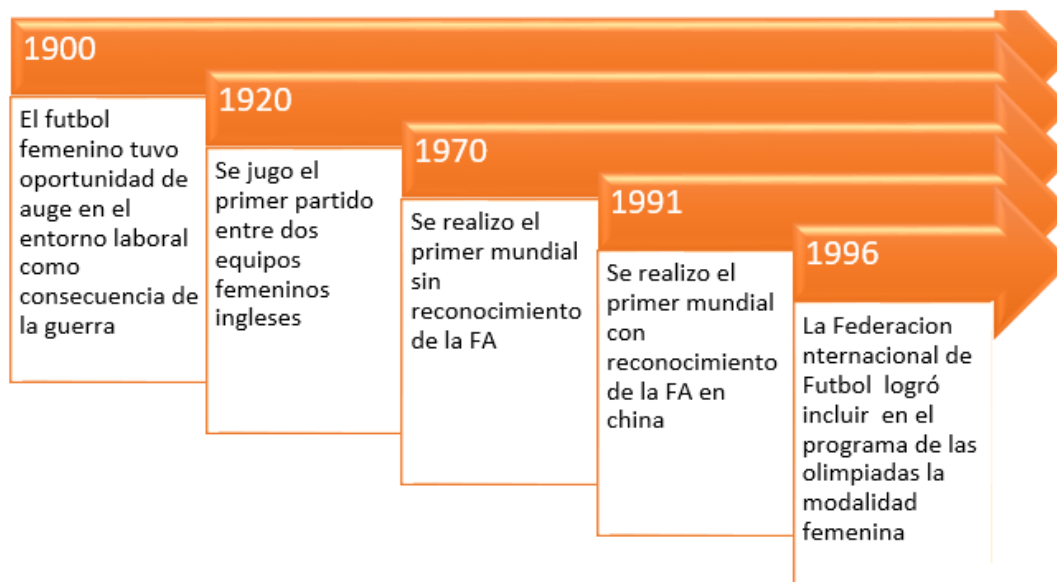 1900
El futbol
femenino tuvo
oportunidad de
auge en el
entorno laboral
como
consecuencia de
la guerra
1920
Se jugo el
primer partido
entre dos
equipos
femeninos
ingleses
1970
Se realizo el
primer mundial
sin
reconocimiento
de la FA
1991
Se realizo el
primer mundial
con
reconocimiento
de la FA en
china
1996
La Federacion
nternacional de
Futbol logró
incluir en el
programa de las
olimpiadas la
modalidad
femenina